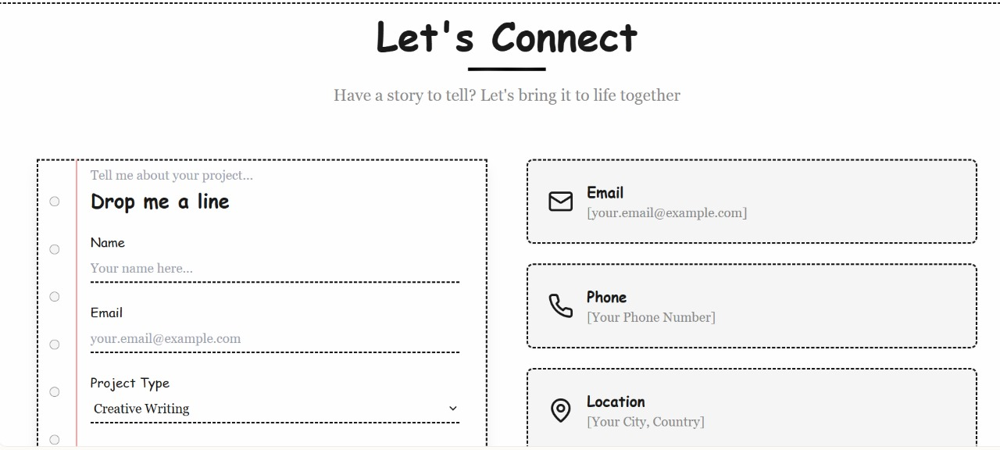 Let's Connect
Have a story to tell? Let's bring it to life together
Tell me about your project...
Drop me a line
Name
Your name here...
Email
your.email@example.com
Project Type
Creative Writing
Email
[your.email@example.com]
Phone
[Your Phone Number]
Location
[Your City, Country]